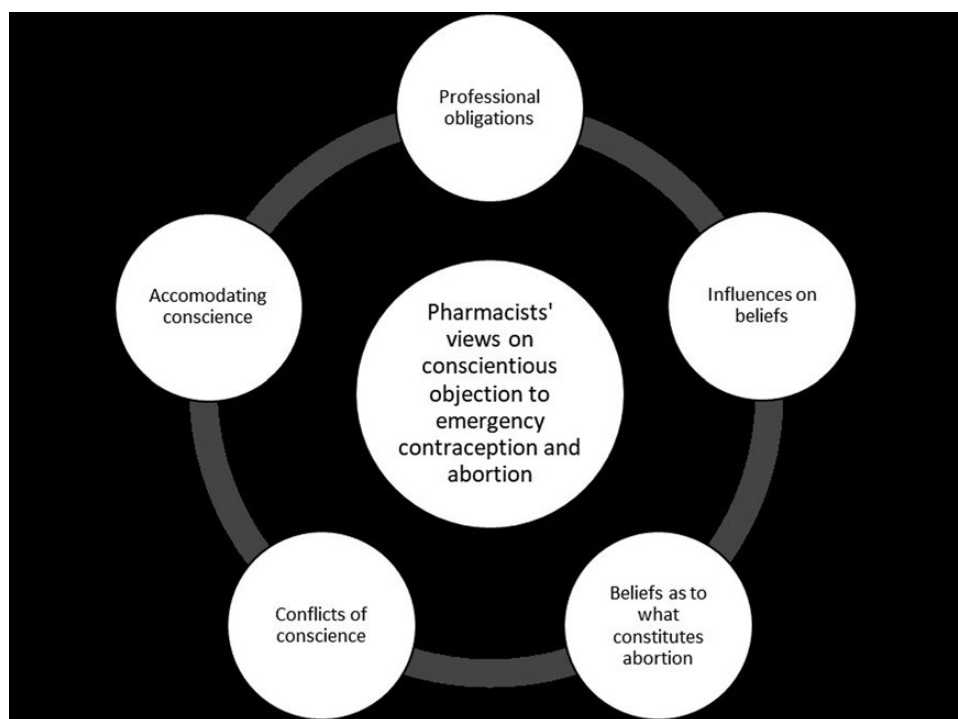 Professional
obligations
Influences on
beliefs
Beliefs as to
what
constitutes
abortion
Conflicts of
conscience
Accomodating
conscience
Pharmacists'
views on
conscientious
objection to
emergency
contraception and
abortion